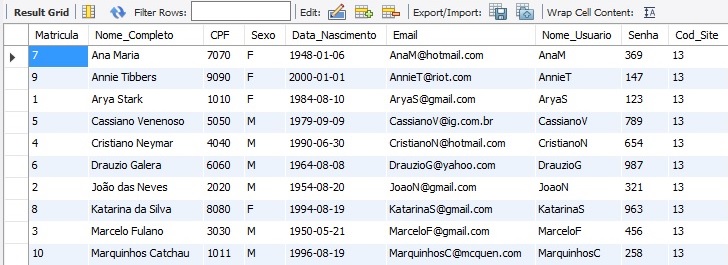 Result Grid Filter Rows: Edit: Export/Import: Wrap Cell Content:
Matricula Nome_Completo CPF Sexo Data_Nascimento Email Nome_Usuario Senha Cod_Site
7 Ana Maria 7070 F 1948-01-06 AnaM@hotmail.com AnaM 369 13
9 Annie Tibbers 9090 F 2000-01-01 AnnieT@riot.com AnnieT 147 13
1 Arya Stark 1010 F 1984-08-10 AryaS@gmail.com AryaS 123 13
5 Cassiano Venenoso 5050 M 1979-09-09 CassianoV@ig.com.br CassianoV 789 13
4 Cristiano Neymar 4040 M 1990-06-30 CristianoN@hotmail.com CristianoN 654 13
6 Drauzio Galera 6060 M 1964-08-08 DrauzioG@yahoo.com DrauzioG 987 13
2 João das Neves 2020 M 1954-08-20 JoaoN@gmail.com JoaoN 321 13
8 Katarina da Silva 8080 F 1994-08-19 KatarinaS@gmail.com KatarinaS 963 13
3 Marcelo Fulano 3030 M 1950-05-21 MarceloF@gmail.com MarceloF 456 13
10 Marquinhos Catchau 1011 M 1996-08-19 MarquinhosC@mcquen.com MarquinhosC 258 13